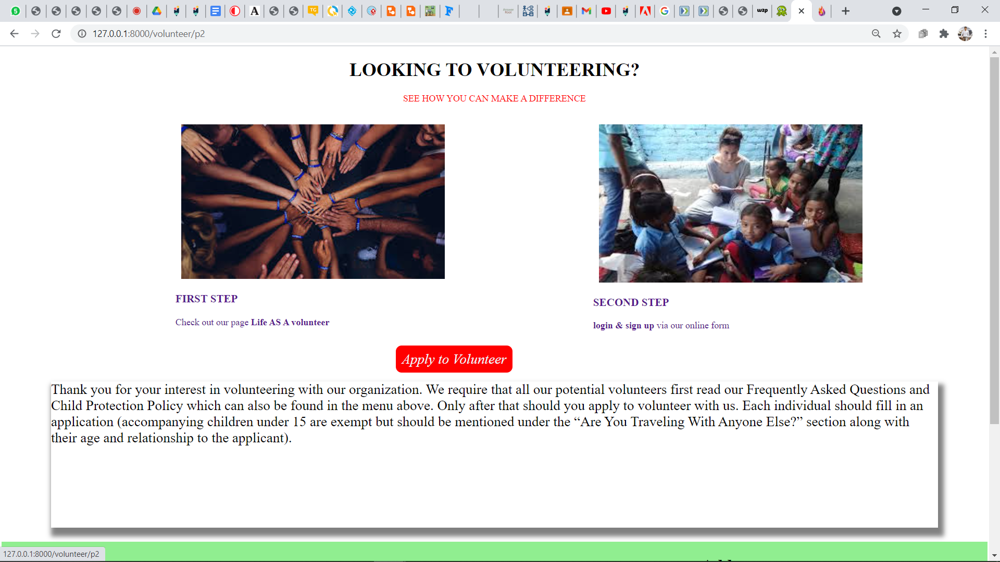 127.0.0.1:8000/volunteer/p2
LOOKING TO VOLUNTEERING?
SEE HOW YOU CAN MAKE A DIFFERENCE
FIRST STEP
Check out our page Life AS A volunteer
SECOND STEP
login & sign up via our online form
Apply to Volunteer
Thank you for your interest in volunteering with our organization. We require that all our potential volunteers first read our Frequently Asked Questions and
Child Protection Policy which can also be found in the menu above. Only after that should you apply to volunteer with us. Each individual should fill in an
application (accompanying children under 15 are exempt but should be mentioned under the “Are You Traveling With Anyone Else?” section along with
their age and relationship to the applicant).
127.0.0.1:8000/volunteer/p2